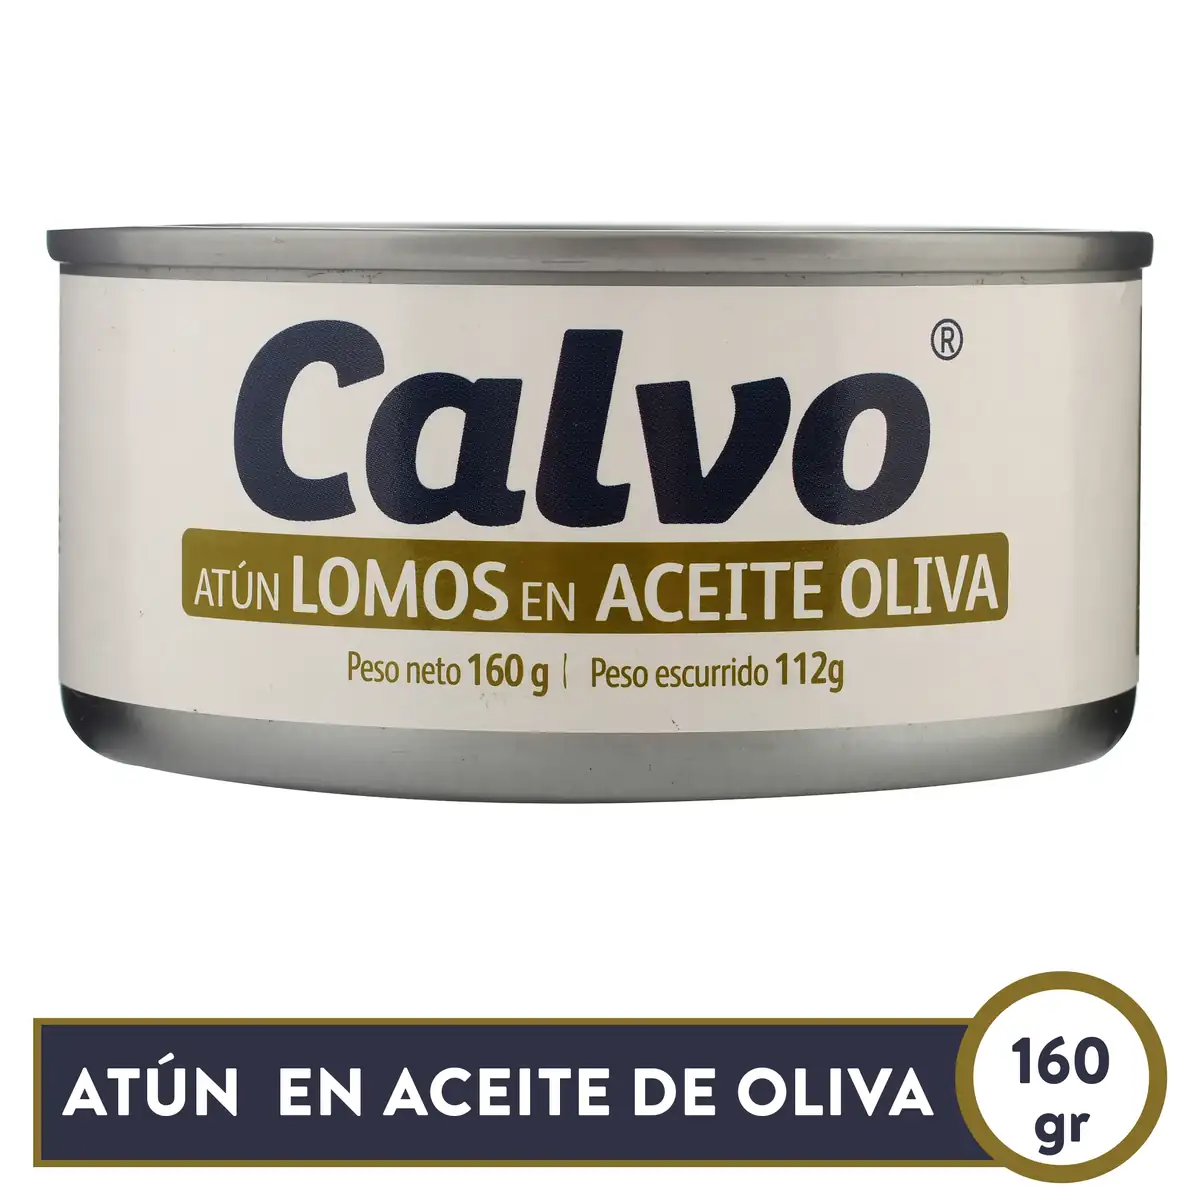 Calvo®
ATÚN LOMOS EN ACEITE OLIVA
Peso neto 160 g | Peso escurrido 112g
ATÚN EN ACEITE DE OLIVA
160
gr